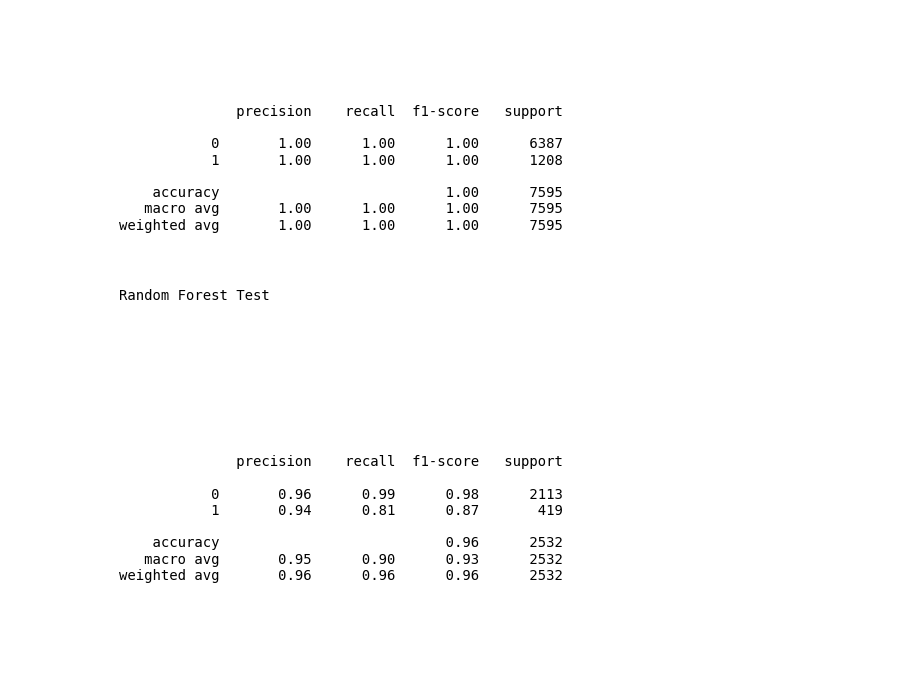 precision recall f1-score support
0 1.00 1.00 1.00 6387
1 1.00 1.00 1.00 1208
accuracy 1.00 7595
macro avg 1.00 1.00 1.00 7595
weighted avg 1.00 1.00 1.00 7595
Random Forest Test
precision recall f1-score support
0 0.96 0.99 0.98 2113
1 0.94 0.81 0.87 419
accuracy 0.96 2532
macro avg 0.95 0.90 0.93 2532
weighted avg 0.96 0.96 0.96 2532